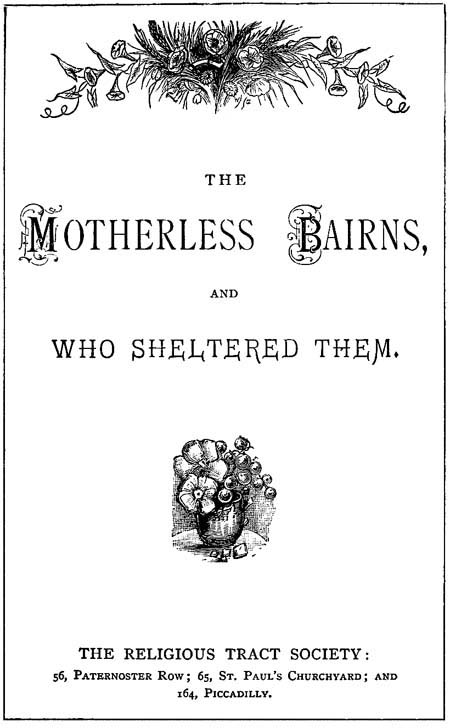 THE
MOTHERLESS BAIRNS,
AND
WHO SHELTERED THEM.
THE RELIGIOUS TRACT SOCIETY:
56, PATERNOSTER ROW; 65, ST. PAUL'S CHURCHYARD; AND
164, PICCADILLY.